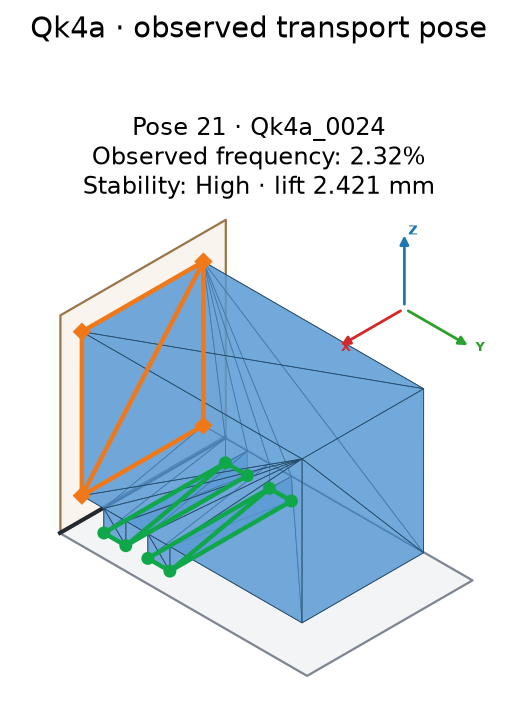 Qk4a · observed transport pose
Pose 21 · Qk4a_0024
Observed frequency: 2.32%
Stability: High · lift 2.421 mm
Z
X
Y